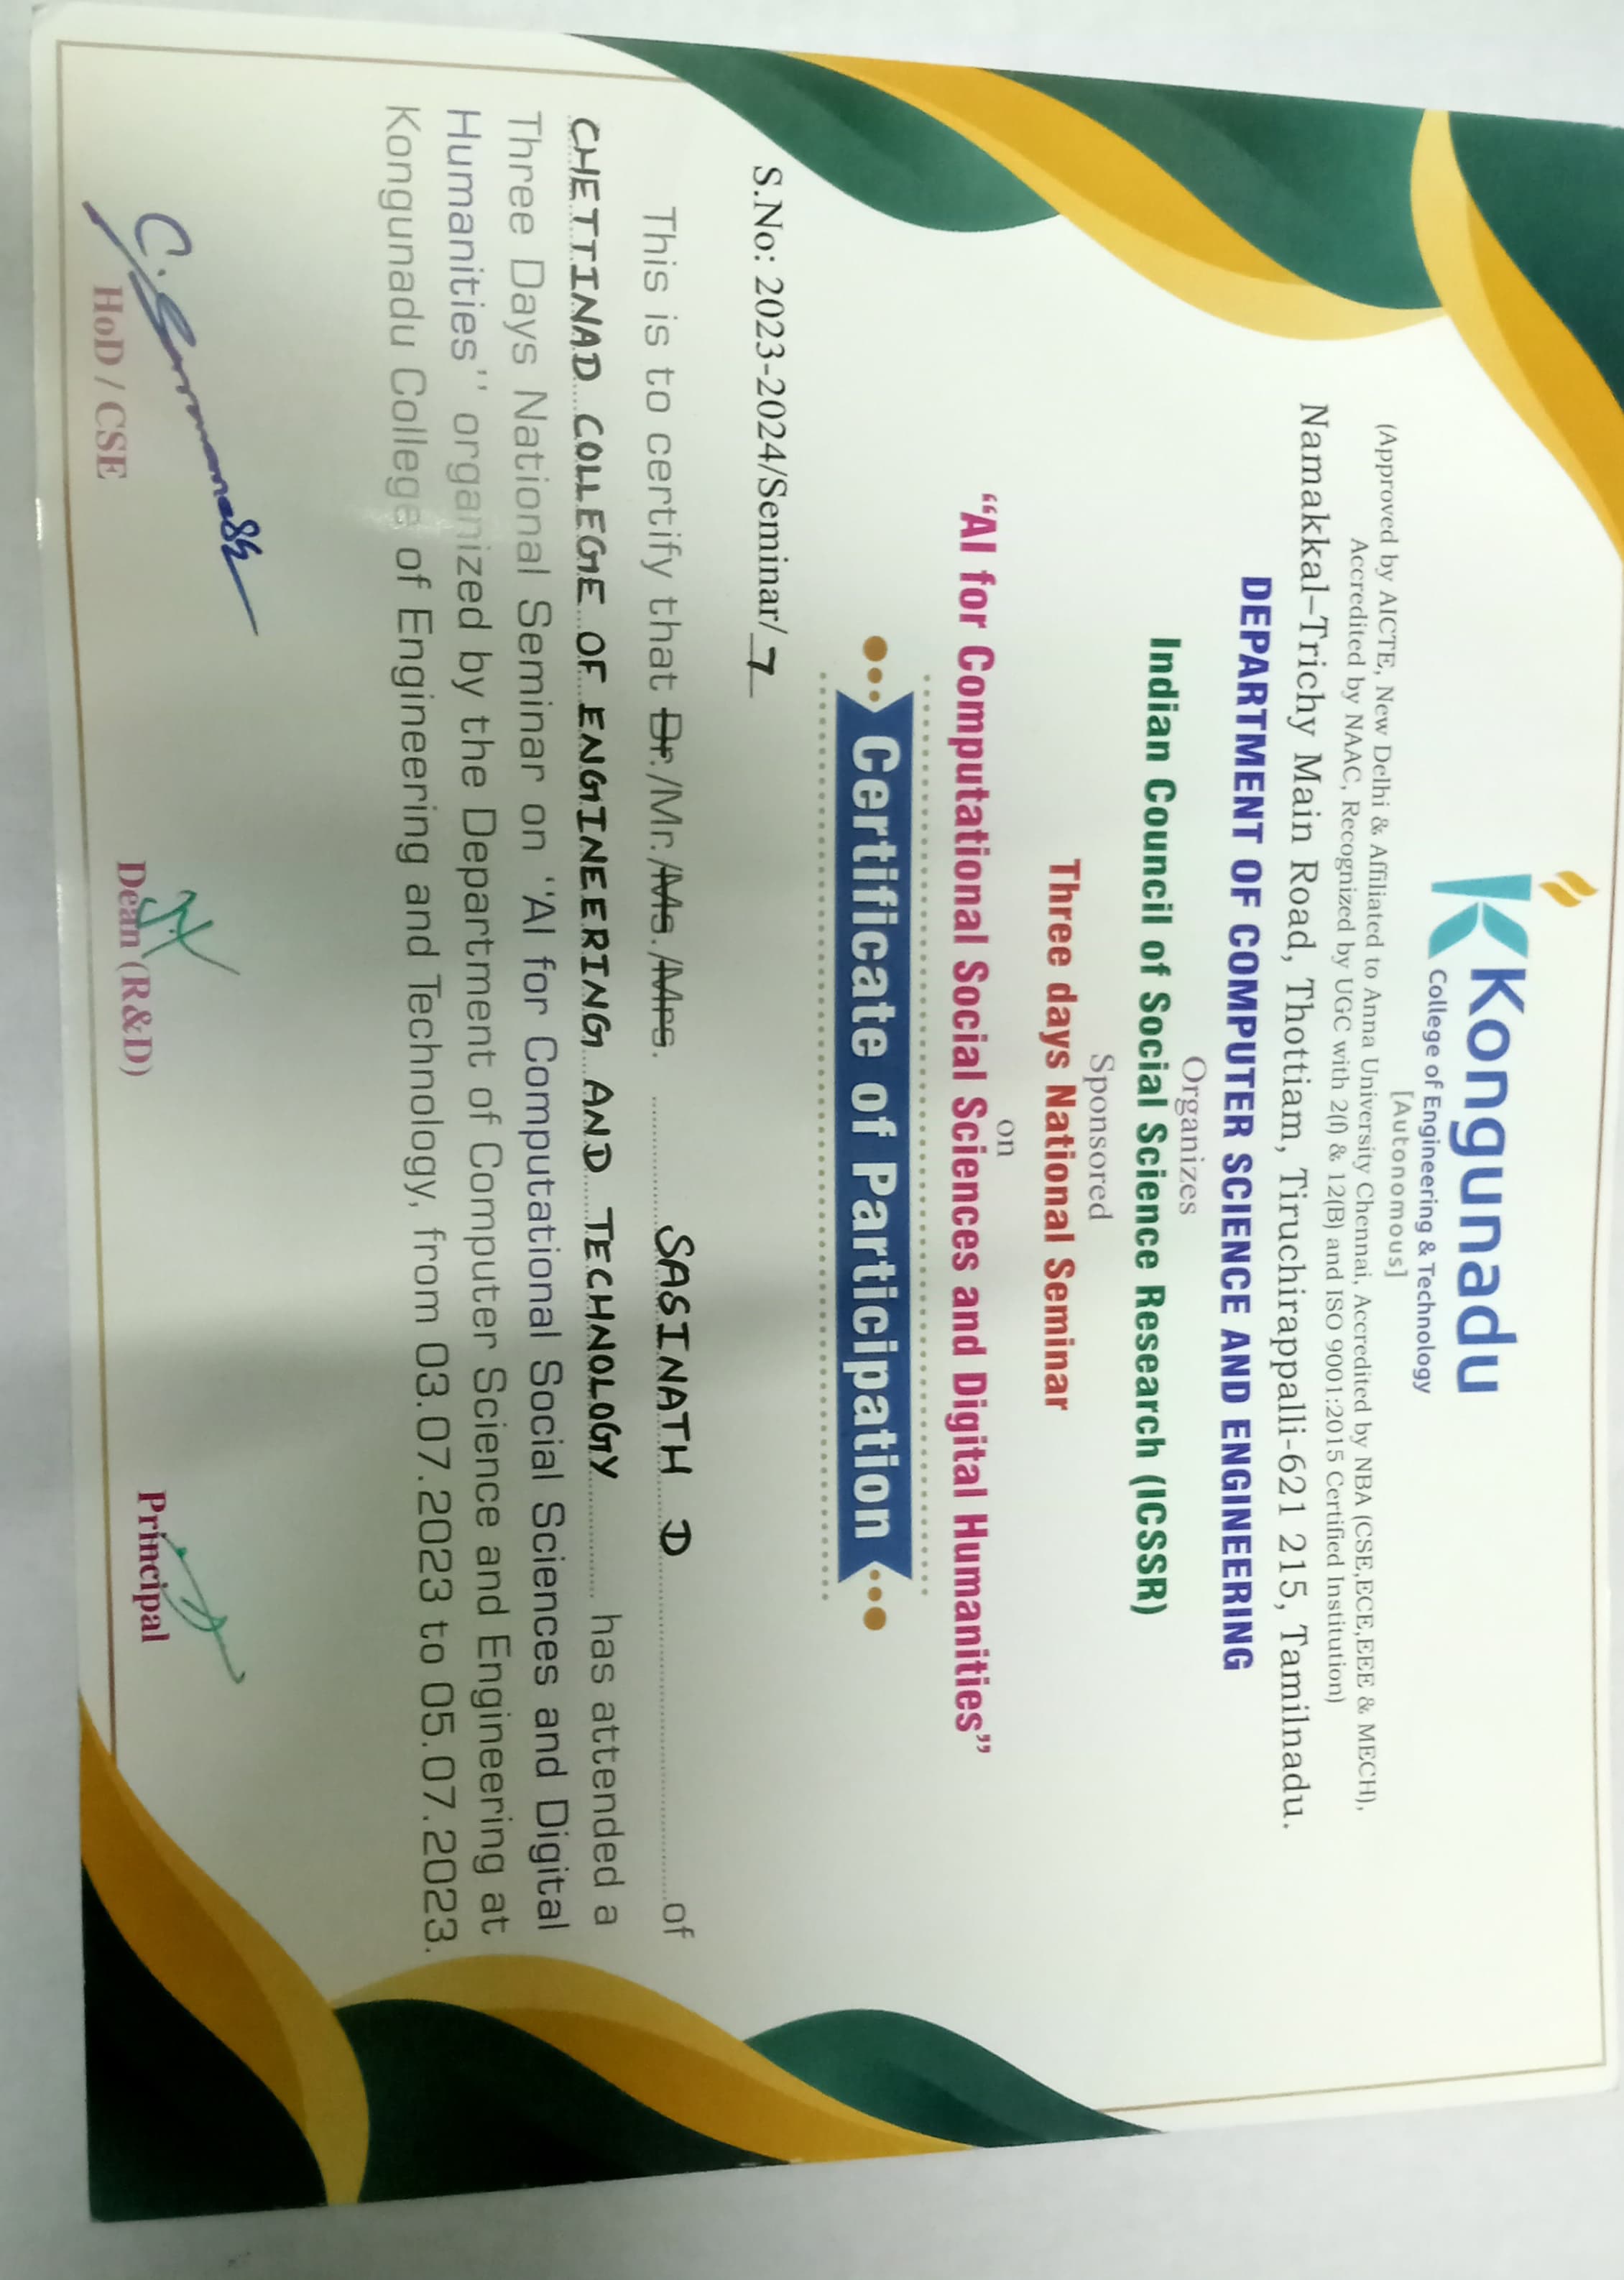 Kongunadu
College of Engineering & Technology
[Autonomous]
(Approved by AICTE, New Delhi & Affiliated to Anna University Chennai, Accredited by NBA (CSE,ECE,EEE & MECH),
Accredited by NAAC, Recognized by UGC with 2(f) & 12(B) and ISO 9001:2015 Certified Institution)
Namakkal–Trichy Main Road, Thottiam, Tiruchirappalli-621 215, Tamilnadu.
DEPARTMENT OF COMPUTER SCIENCE AND ENGINEERING
Organizes
Indian Council of Social Science Research (ICSSR)
Sponsored
Three days National Seminar
on
“AI for Computational Social Sciences and Digital Humanities”
Certificate of Participation
S.No: 2023-2024/Seminar/ 7
This is to certify that Dr./Mr./Ms./Mrs. SASINATH D of
CHETTINAD COLLEGE OF ENGINEERING AND TECHNOLOGY has attended a
Three Days National Seminar on ''AI for Computational Social Sciences and Digital
Humanities'' organized by the Department of Computer Science and Engineering at
Kongunadu College of Engineering and Technology, from 03.07.2023 to 05.07.2023.
HoD / CSE
Dean (R&D)
Principal